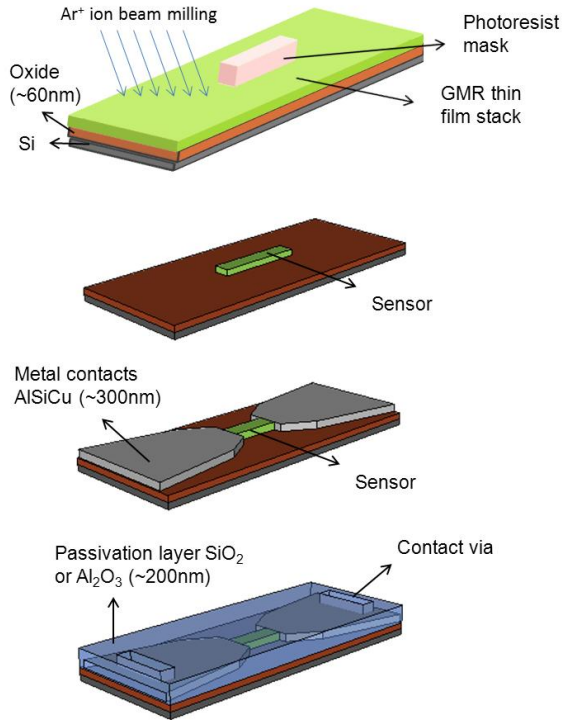 Ar⁺ ion beam milling
Photoresist
mask
Oxide
(~60nm)
GMR thin
film stack
Si
Sensor
Metal contacts
AlSiCu (~300nm)
Sensor
Passivation layer SiO₂
or Al₂O₃ (~200nm)
Contact via